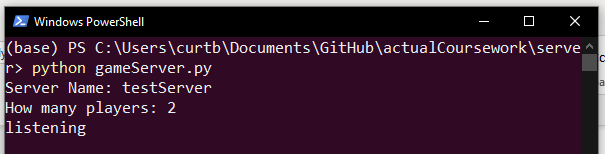 Windows PowerShell
(base) PS C:\Users\curtb\Documents\GitHub\actualCoursework\serve
r> python gameServer.py
Server Name: testServer
How many players: 2
listening